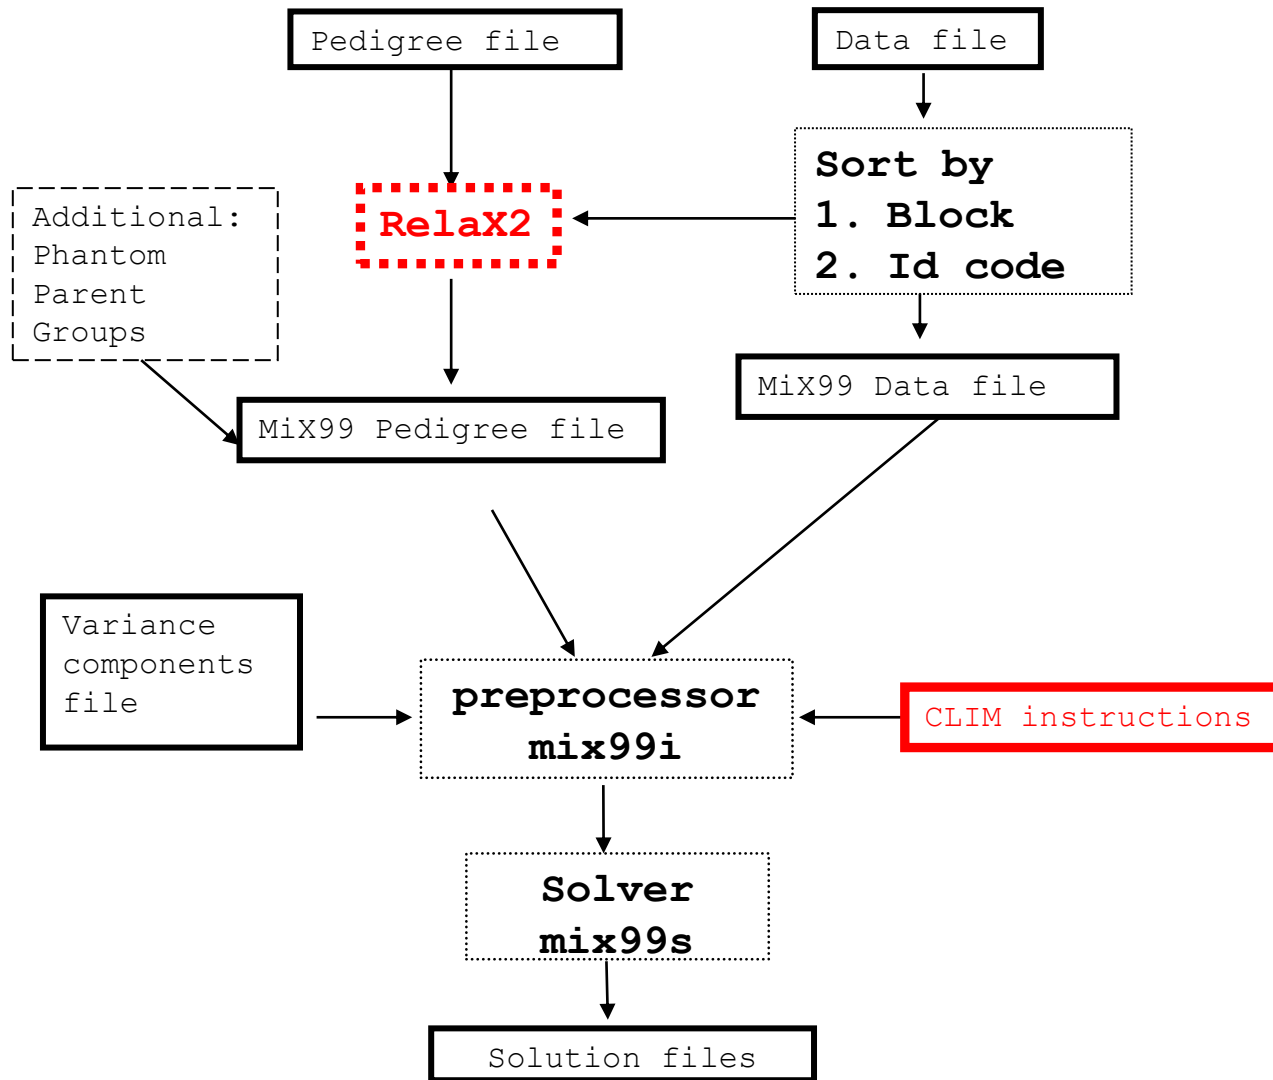 Pedigree file
Data file
Sort by
1. Block
2. Id code
Additional:
Phantom
Parent
Groups
RelaX2
MiX99 Data file
MiX99 Pedigree file
Variance
components
file
preprocessor
mix99i
CLIM instructions
Solver
mix99s
Solution files